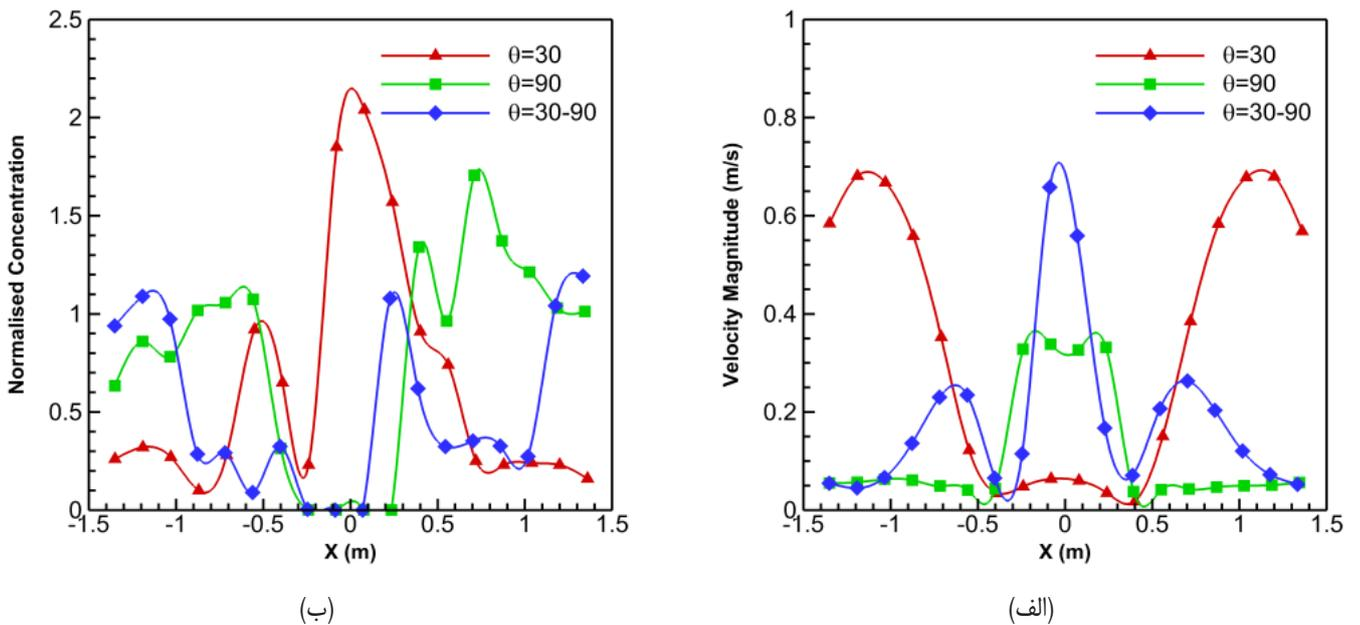 Normalised Concentration
2.5
2
1.5
1
0.5
0
-1.5 -1 -0.5 0 0.5 1 1.5
X (m)
θ=30
θ=90
θ=30-90
(ب)
Velocity Magnitude (m/s)
1
0.8
0.6
0.4
0.2
0
-1.5 -1 -0.5 0 0.5 1 1.5
X (m)
θ=30
θ=90
θ=30-90
(الف)